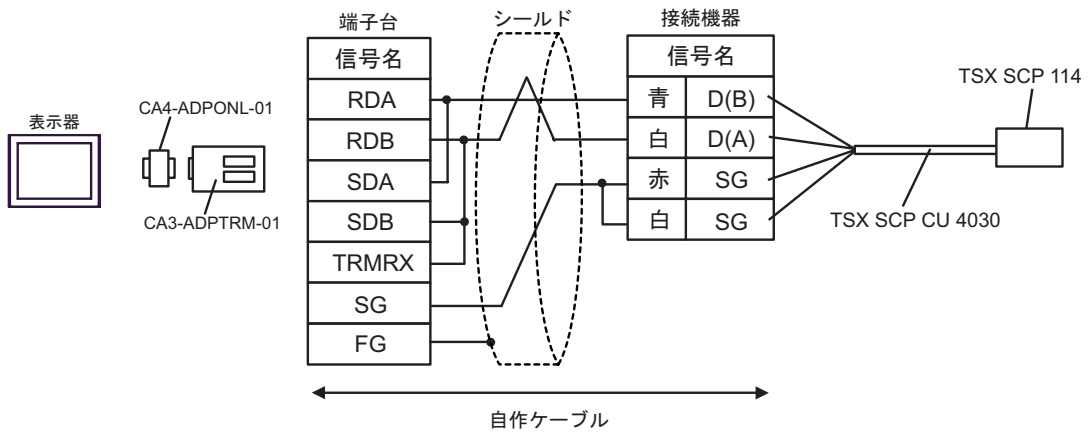 表示器
CA4-ADPONL-01
CA3-ADPTRM-01
端子台
信号名
RDA
RDB
SDA
SDB
TRMRX
SG
FG
シールド
接続機器
信号名
青 D(B)
白 D(A)
赤 SG
白 SG
TSX SCP 114
TSX SCP CU 4030
自作ケーブル